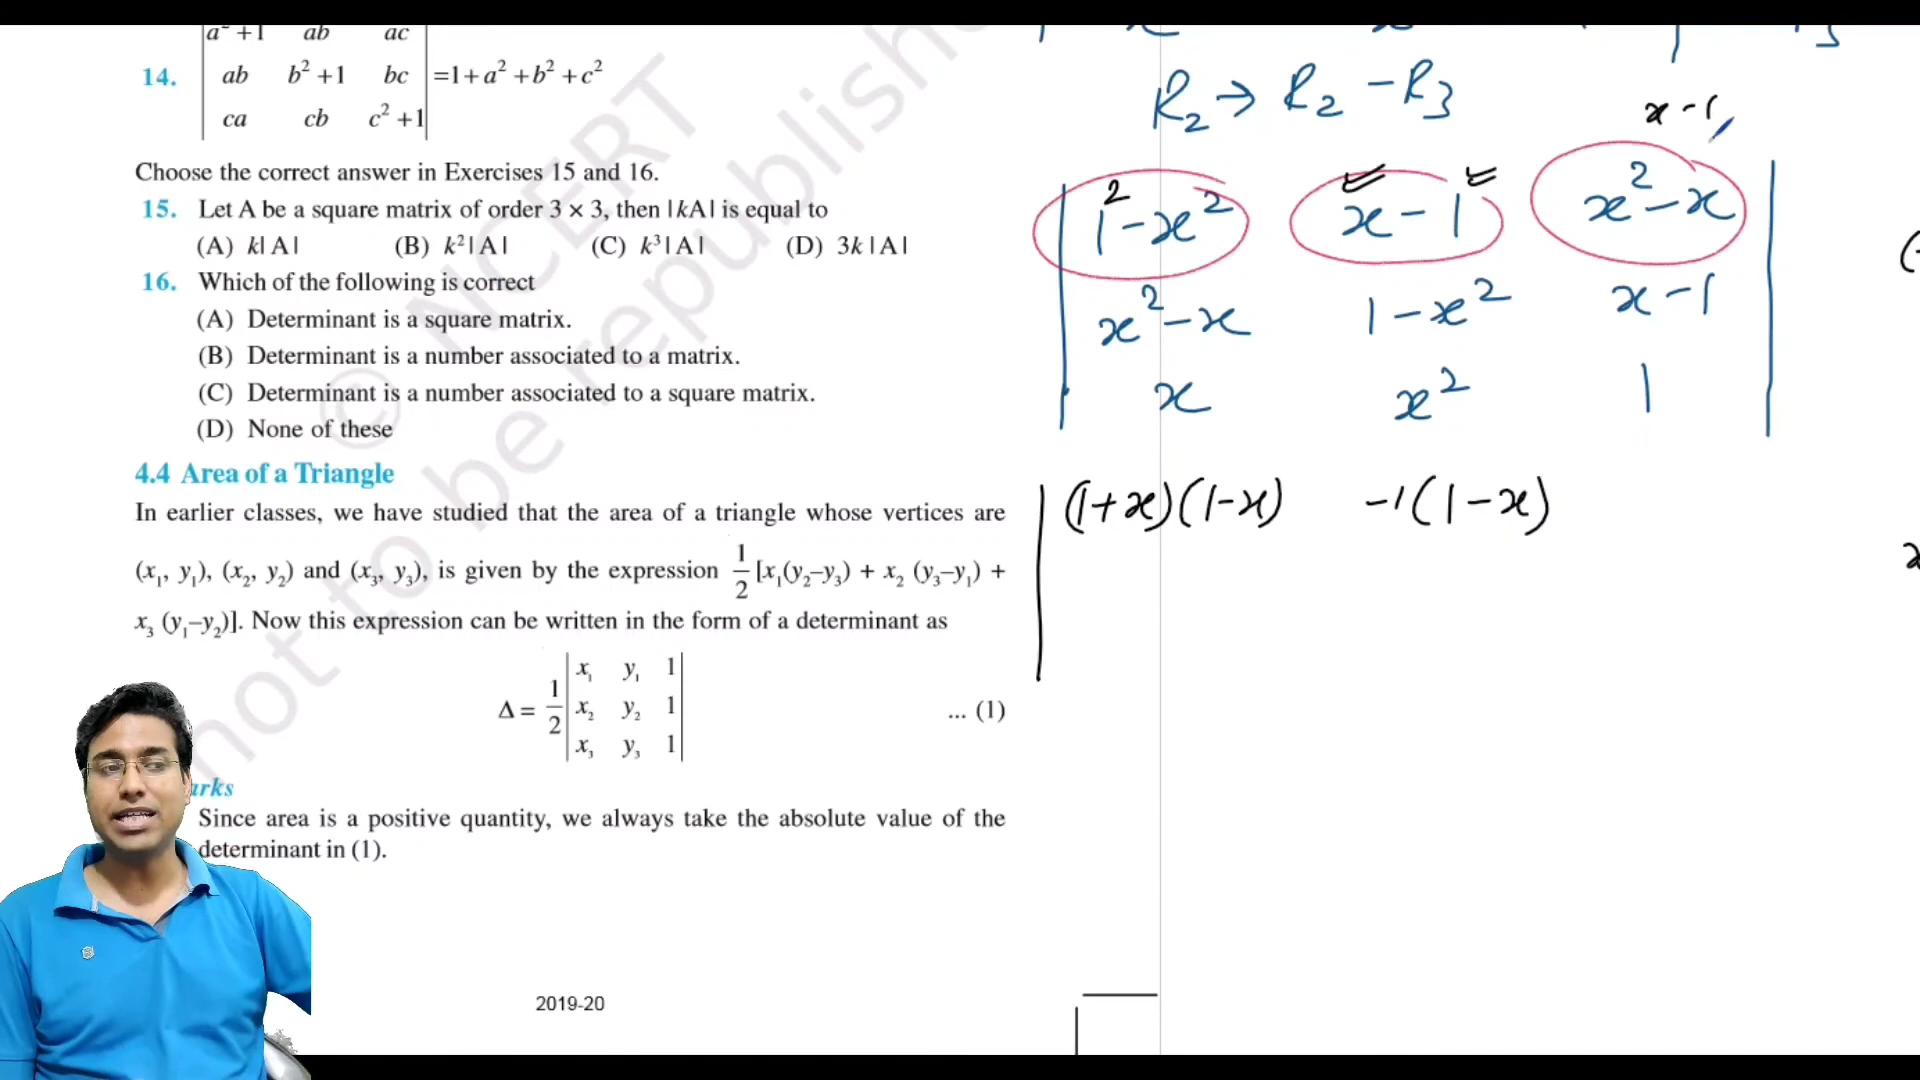 a² + 1 ab ac
14. ab b² + 1 bc = 1 + a² + b² + c²
ca cb c² + 1
Choose the correct answer in Exercises 15 and 16.
15. Let A be a square matrix of order 3 × 3, then |kA| is equal to
(A) k|A| (B) k²|A| (C) k³|A| (D) 3k|A|
16. Which of the following is correct
(A) Determinant is a square matrix.
(B) Determinant is a number associated to a matrix.
(C) Determinant is a number associated to a square matrix.
(D) None of these
4.4 Area of a Triangle
In earlier classes, we have studied that the area of a triangle whose vertices are
(x₁, y₁), (x₂, y₂) and (x₃, y₃), is given by the expression 1/2 [x₁(y₂–y₃) + x₂ (y₃–y₁) +
x₃ (y₁–y₂)]. Now this expression can be written in the form of a determinant as
x₁ y₁ 1
Δ = 1/2 x₂ y₂ 1 ... (1)
x₃ y₃ 1
arks
Since area is a positive quantity, we always take the absolute value of the
determinant in (1).
2019-20
© NCERT
not to be republishe
R₂ → R₂ – R₃
x – 1
1² – x² x – 1 x² – x
x² – x 1 – x² x – 1
x x² 1
(1+x)(1–x) –1(1–x)